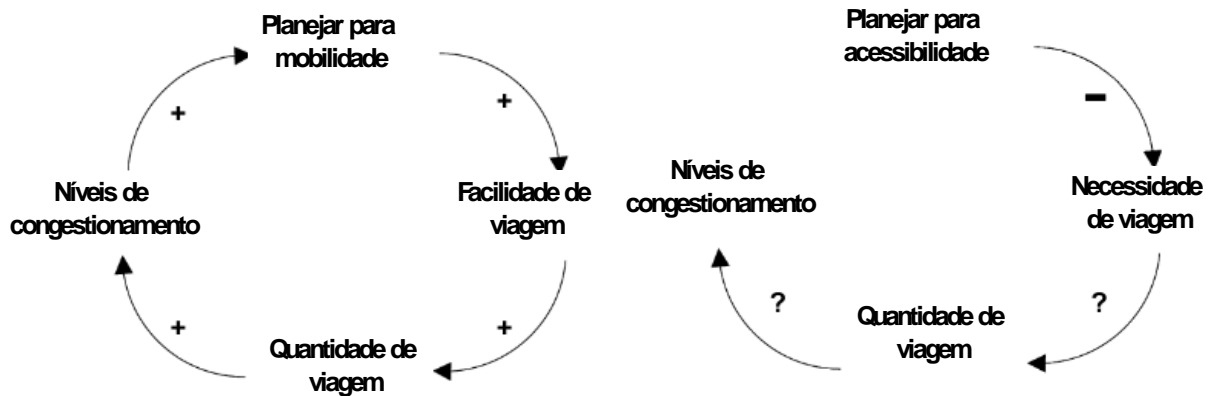 Planejar para
mobilidade
+
+
Níveis de
congestionamento
Facilidade de
viagem
+
+
Quantidade de
viagem
Planejar para
acessibilidade
–
Níveis de
congestionamento
Necessidade
de viagem
?
?
Quantidade de
viagem